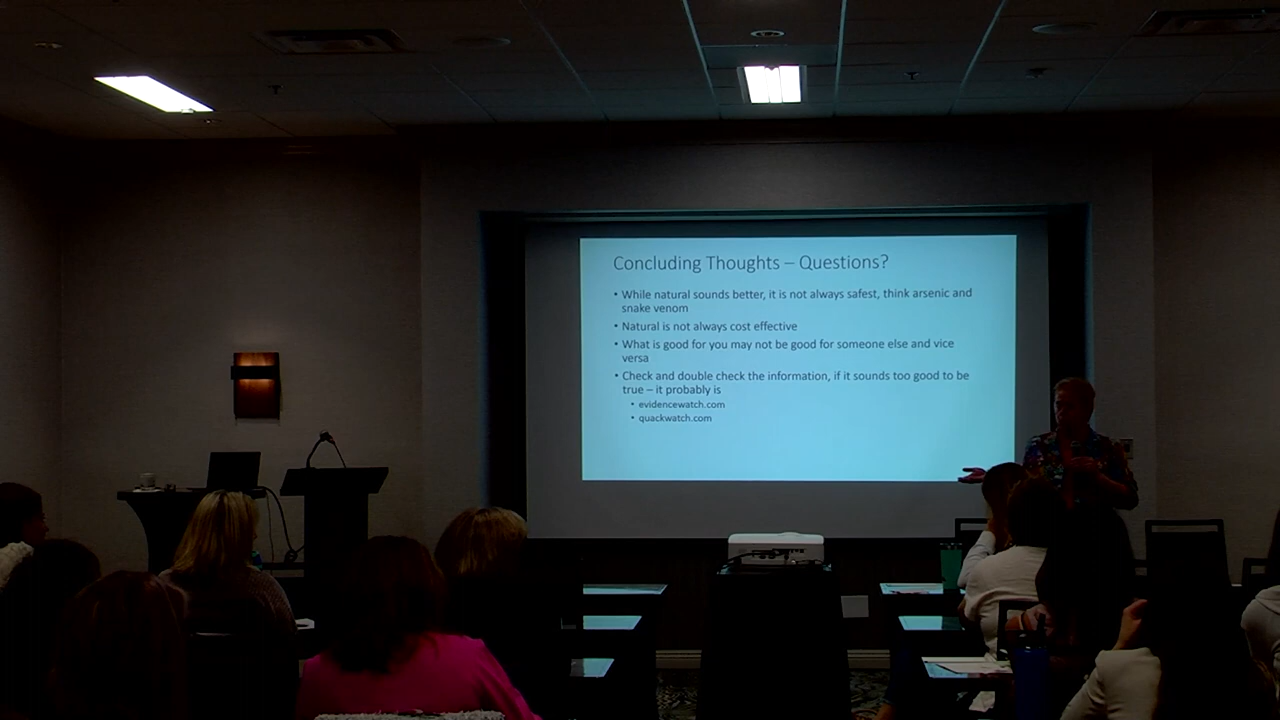 Concluding Thoughts – Questions?
• While natural sounds better, it is not always safest, think arsenic and
snake venom
• Natural is not always cost effective
• What is good for you may not be good for someone else and vice
versa
• Check and double check the information, if it sounds too good to be
true – it probably is
• evidencewatch.com
• quackwatch.com